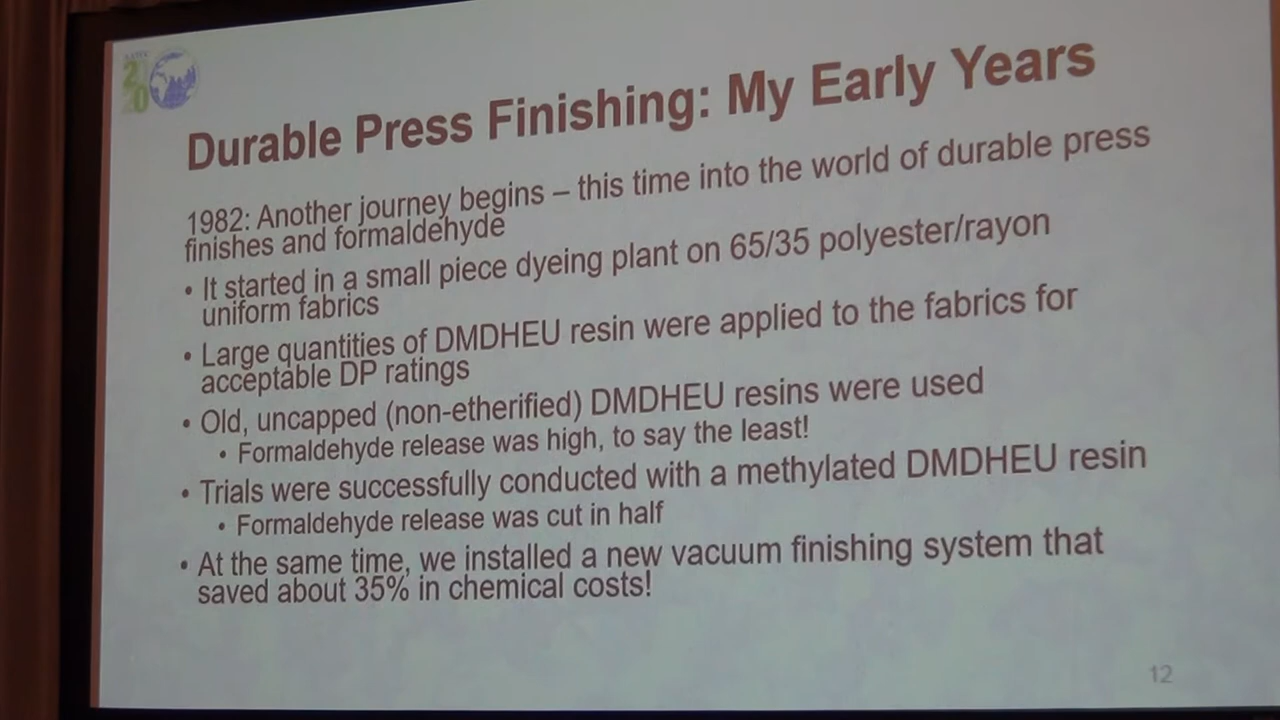 Durable Press Finishing: My Early Years
1982: Another journey begins – this time into the world of durable press
finishes and formaldehyde
• It started in a small piece dyeing plant on 65/35 polyester/rayon
uniform fabrics
• Large quantities of DMDHEU resin were applied to the fabrics for
acceptable DP ratings
• Old, uncapped (non-etherified) DMDHEU resins were used
• Formaldehyde release was high, to say the least!
• Trials were successfully conducted with a methylated DMDHEU resin
• Formaldehyde release was cut in half
• At the same time, we installed a new vacuum finishing system that
saved about 35% in chemical costs!
12